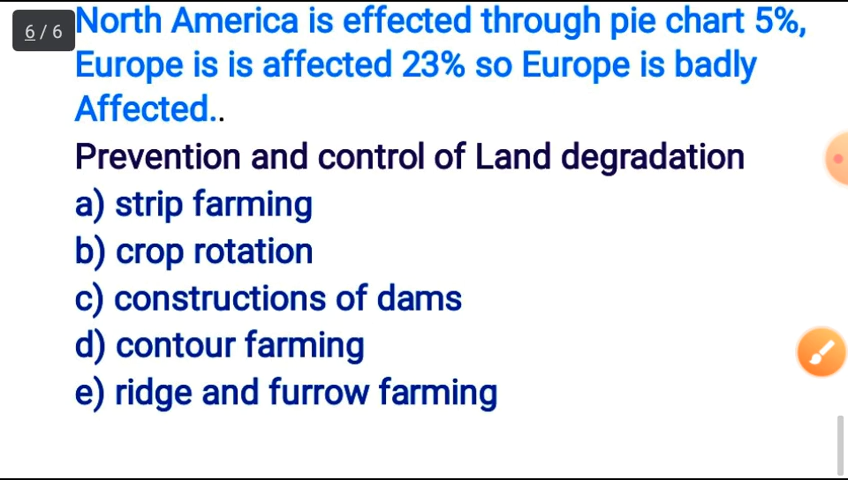 6 / 6
North America is effected through pie chart 5%,
Europe is is affected 23% so Europe is badly
Affected..
Prevention and control of Land degradation
a) strip farming
b) crop rotation
c) constructions of dams
d) contour farming
e) ridge and furrow farming